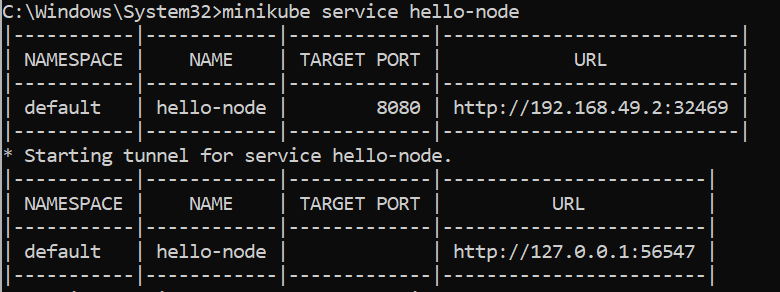 C:\Windows\System32>minikube service hello-node
|-----------|------------|-------------|---------------------------|
| NAMESPACE |    NAME    | TARGET PORT |            URL            |
|-----------|------------|-------------|---------------------------|
| default   | hello-node |        8080 | http://192.168.49.2:32469 |
|-----------|------------|-------------|---------------------------|
* Starting tunnel for service hello-node.
|-----------|------------|-------------|------------------------|
| NAMESPACE |    NAME    | TARGET PORT |          URL           |
|-----------|------------|-------------|------------------------|
| default   | hello-node |             | http://127.0.0.1:56547 |
|-----------|------------|-------------|------------------------|